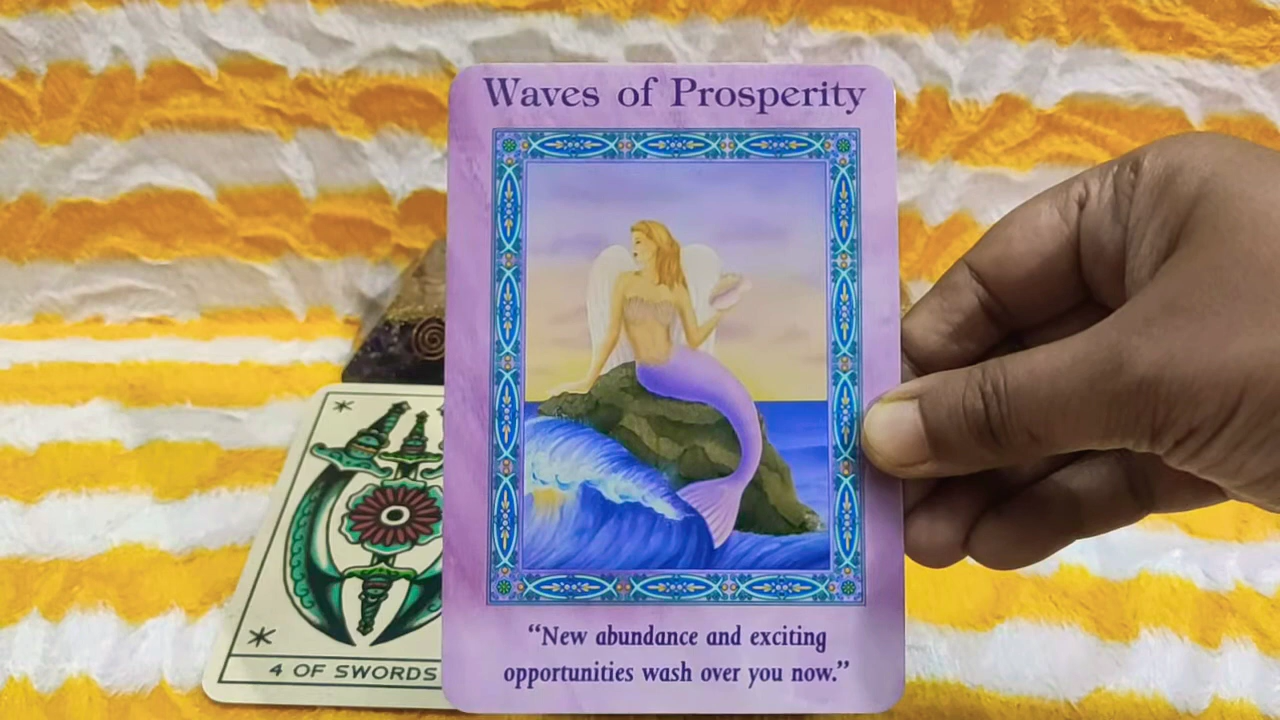 Waves of Prosperity
4 OF SWORDS
“New abundance and exciting
opportunities wash over you now.”